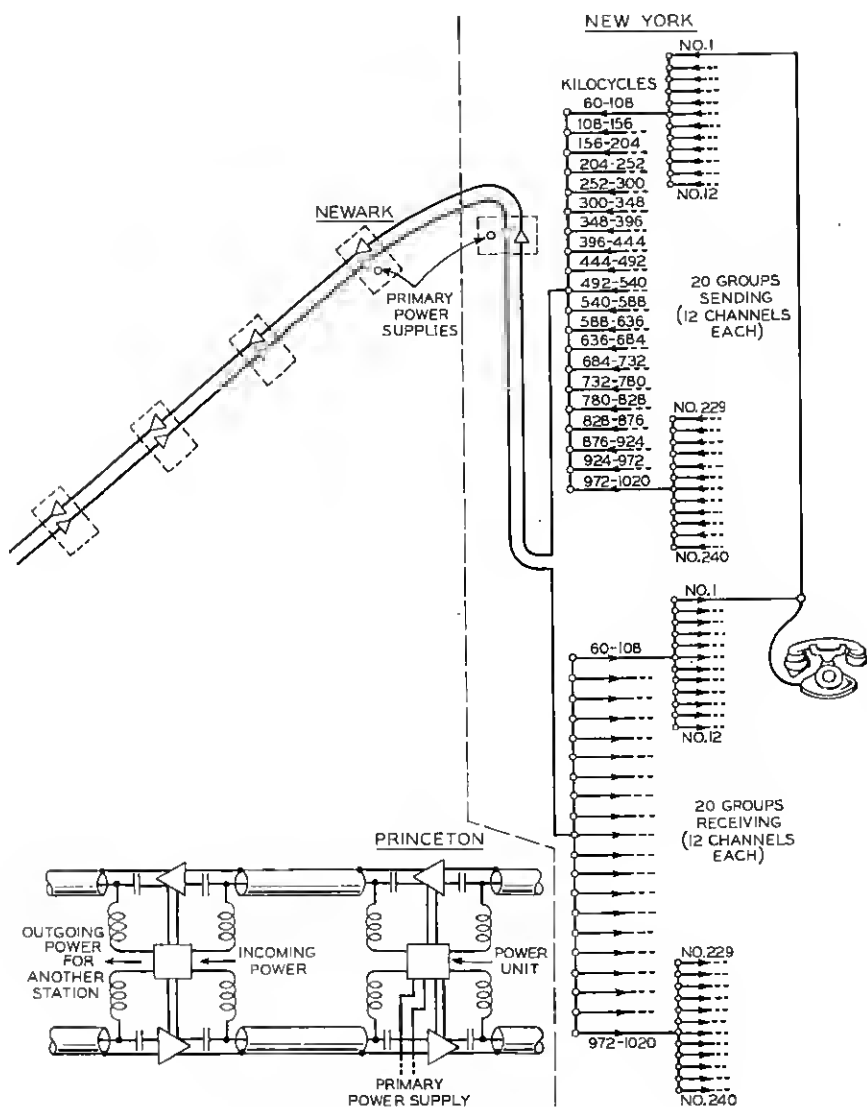 NEW YORK
NO.1
KILOCYCLES
60-108
108-156
156-204
204-252
252-300
300-348
348-396
396-444
444-492
492-540
540-588
588-636
636-684
684-732
732-780
780-828
828-876
876-924
924-972
972-1020
NO.12
20 GROUPS
SENDING
(12 CHANNELS
EACH)
NO.229
NO.240
NEWARK
PRIMARY
POWER
SUPPLIES
NO.1
60-108
NO.12
20 GROUPS
RECEIVING
(12 CHANNELS
EACH)
NO.229
972-1020
NO.240
PRINCETON
OUTGOING
POWER
FOR
ANOTHER
STATION
INCOMING
POWER
POWER
UNIT
PRIMARY
POWER SUPPLY